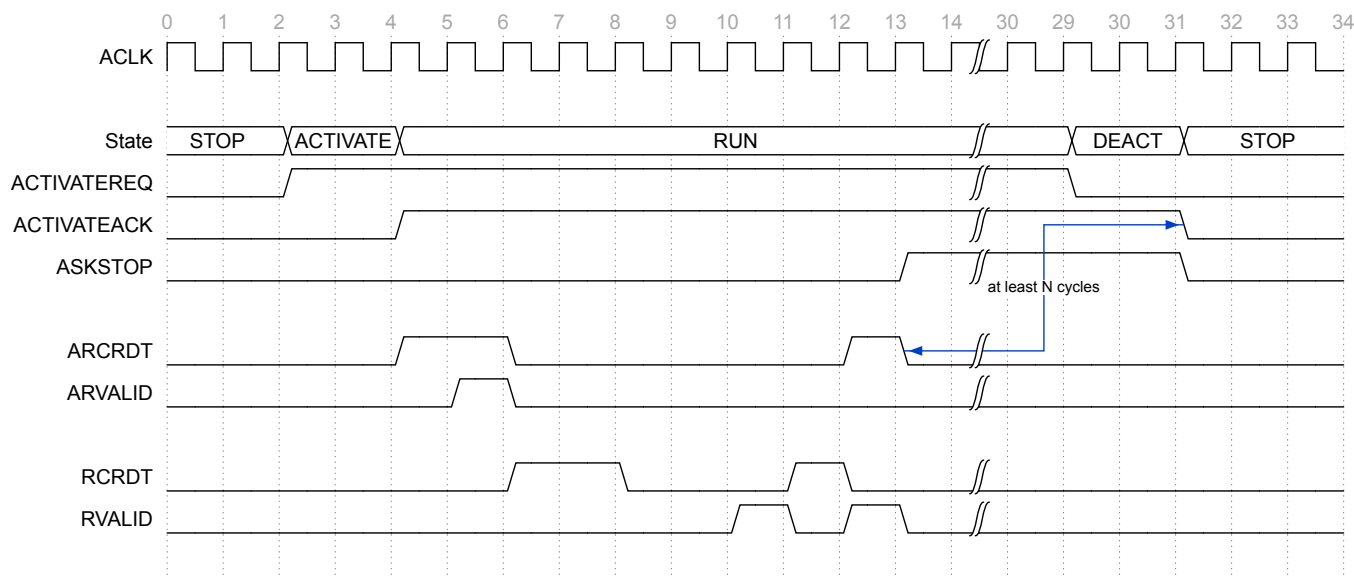 0 1 2 3 4 5 6 7 8 9 10 11 12 13 14 30 29 30 31 32 33 34
ACLK
State STOP ACTIVATE RUN DEACT STOP
ACTIVATEREQ
ACTIVATEACK
ASKSTOP
at least N cycles
ARCRDT
ARVALID
RCRDT
RVALID